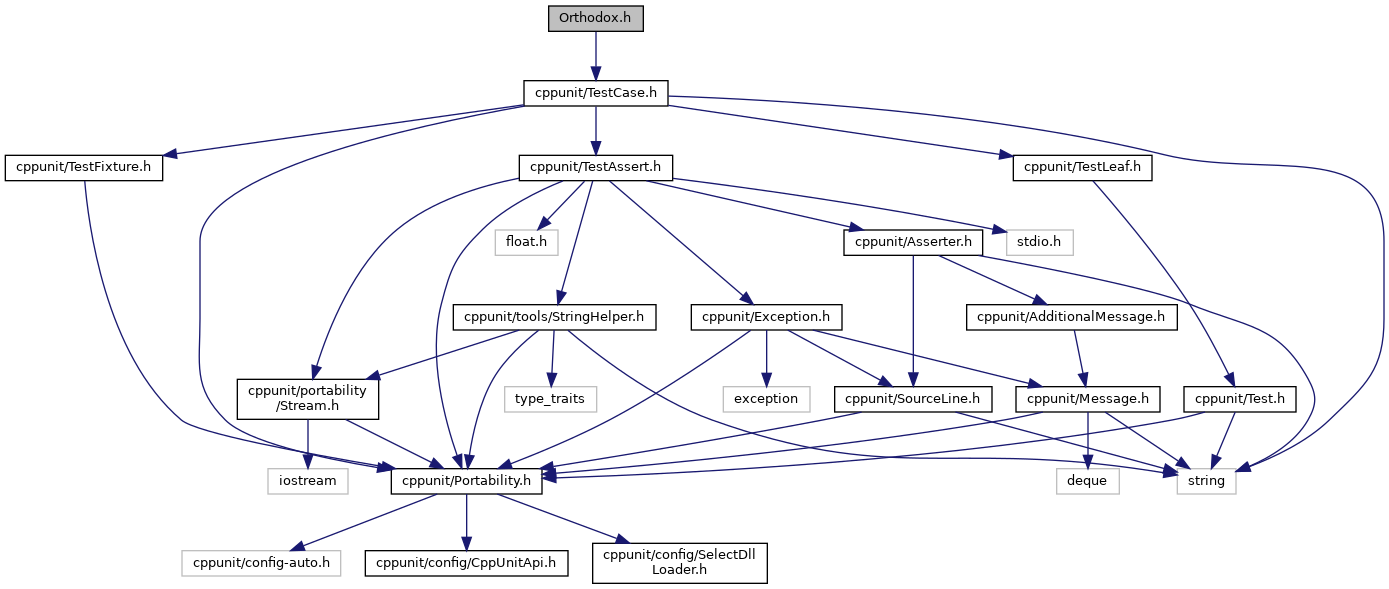 Orthodox.h
cppunit/TestCase.h
cppunit/TestFixture.h
cppunit/TestAssert.h
cppunit/TestLeaf.h
float.h
cppunit/Asserter.h
stdio.h
cppunit/tools/StringHelper.h
cppunit/Exception.h
cppunit/AdditionalMessage.h
cppunit/portability
/Stream.h
type_traits
exception
cppunit/SourceLine.h
cppunit/Message.h
cppunit/Test.h
iostream
cppunit/Portability.h
deque
string
cppunit/config-auto.h
cppunit/config/CppUnitApi.h
cppunit/config/SelectDll
Loader.h